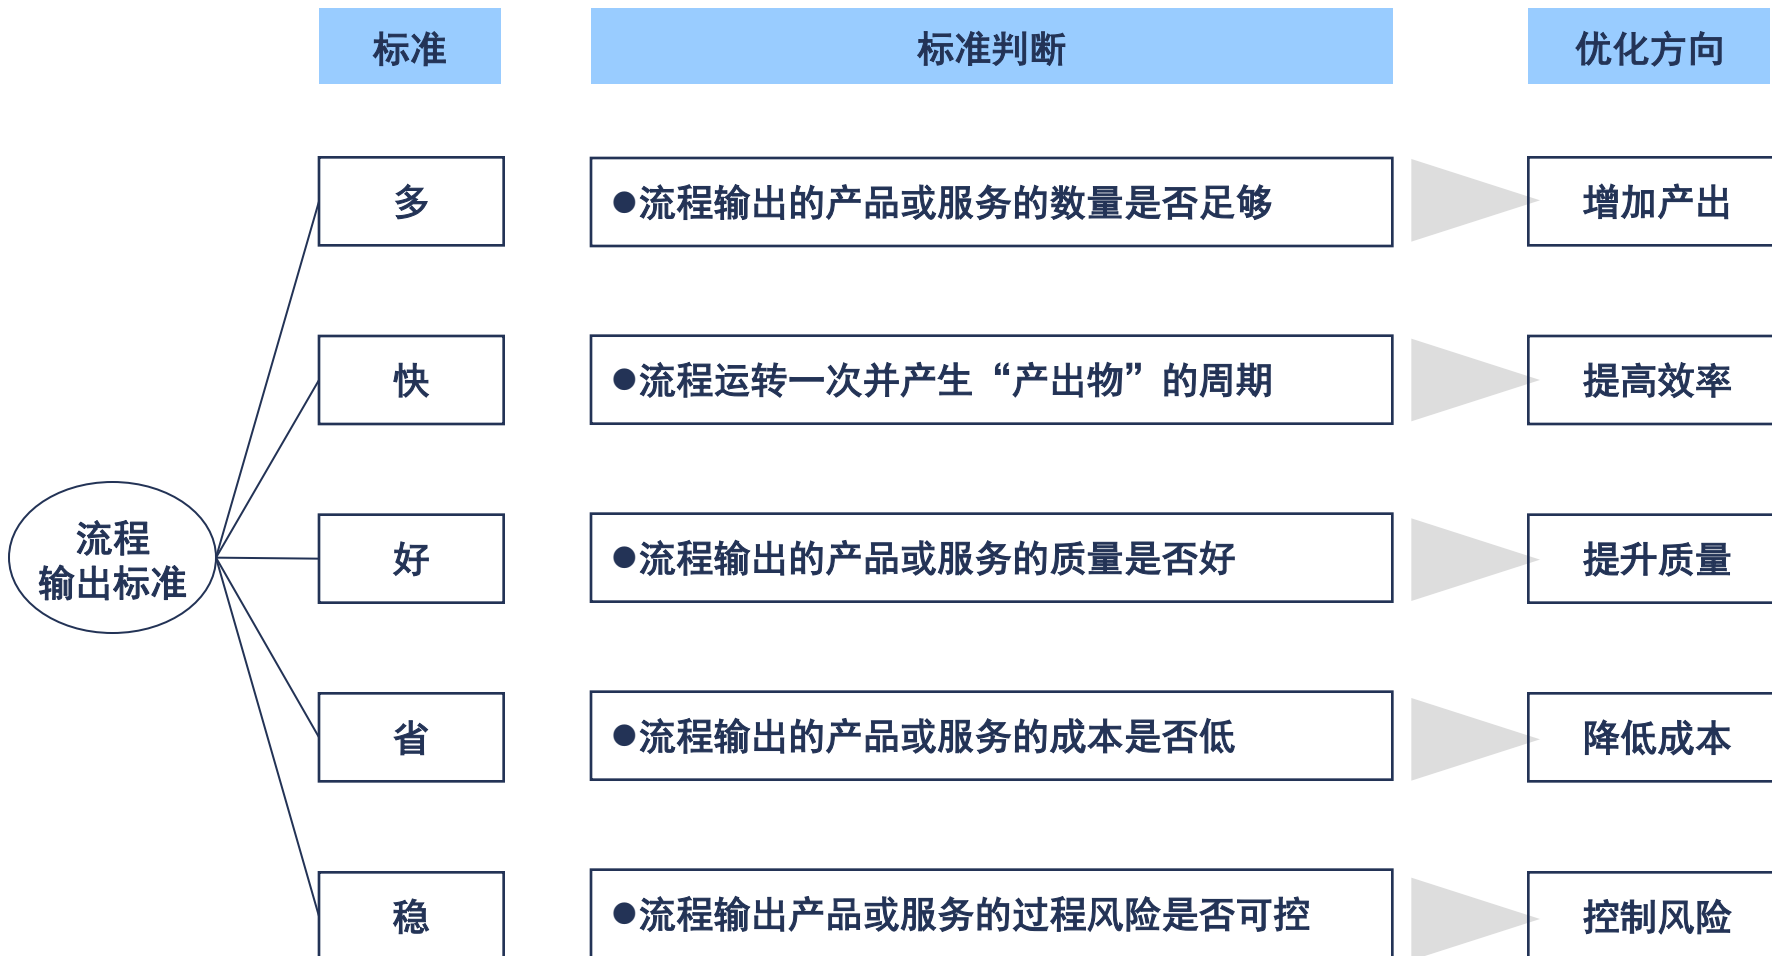 标准
标准判断
优化方向
多
●流程输出的产品或服务的数量是否足够
增加产出
快
●流程运转一次并产生“产出物”的周期
提高效率
流程
输出标准
好
●流程输出的产品或服务的质量是否好
提升质量
省
●流程输出的产品或服务的成本是否低
降低成本
稳
●流程输出产品或服务的过程风险是否可控
控制风险